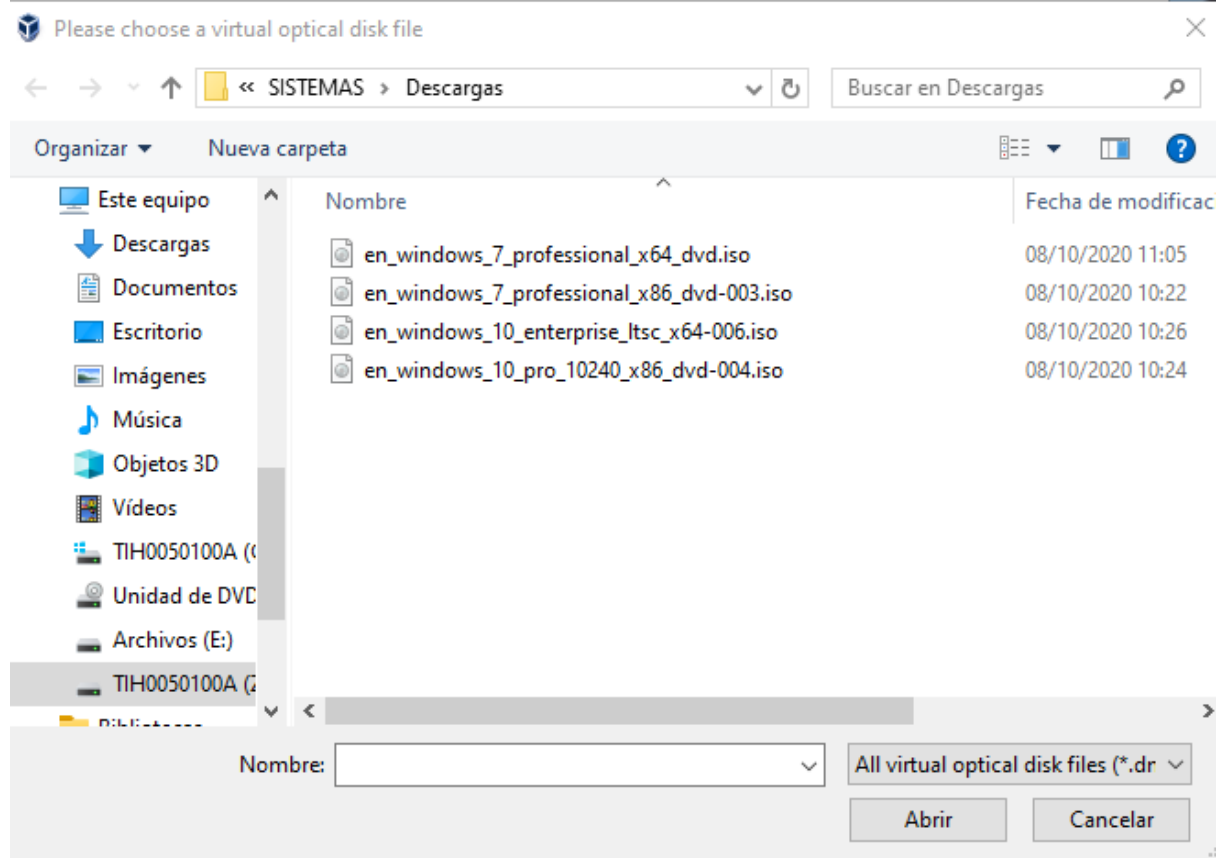 Please choose a virtual optical disk file
« SISTEMAS > Descargas
Buscar en Descargas
Organizar
Nueva carpeta
Este equipo
Descargas
Documentos
Escritorio
Imágenes
Música
Objetos 3D
Vídeos
TIH0050100A (
Unidad de DVD
Archivos (E:)
TIH0050100A (Z
Nombre
Fecha de modificac
en_windows_7_professional_x64_dvd.iso
08/10/2020 11:05
en_windows_7_professional_x86_dvd-003.iso
08/10/2020 10:22
en_windows_10_enterprise_ltsc_x64-006.iso
08/10/2020 10:26
en_windows_10_pro_10240_x86_dvd-004.iso
08/10/2020 10:24
Nombre:
All virtual optical disk files (*.dr
Abrir
Cancelar